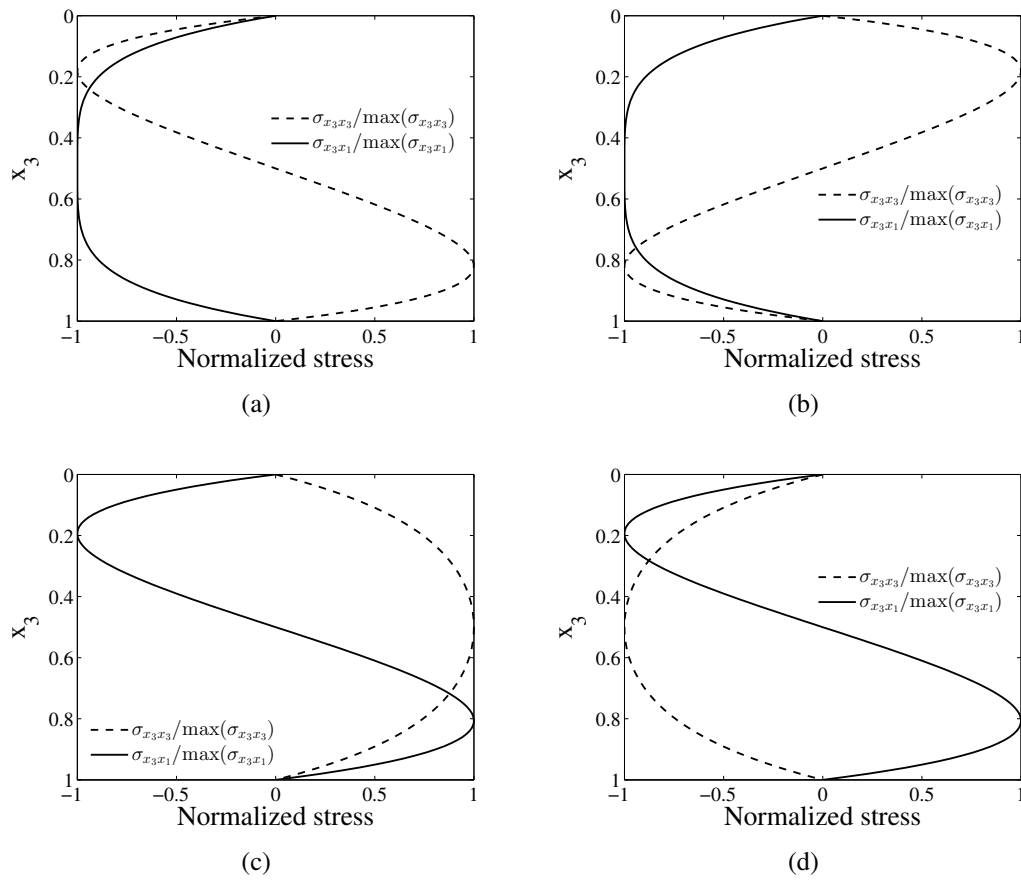 0
0.2
0.4
0.6
0.8
1
x₃
σₓ₃ₓ₃/max(σₓ₃ₓ₃)
σₓ₃ₓ₁/max(σₓ₃ₓ₁)
−1 −0.5 0 0.5 1
Normalized stress
(a)
0
0.2
0.4
0.6
0.8
1
x₃
σₓ₃ₓ₃/max(σₓ₃ₓ₃)
σₓ₃ₓ₁/max(σₓ₃ₓ₁)
−1 −0.5 0 0.5 1
Normalized stress
(b)
0
0.2
0.4
0.6
0.8
1
x₃
σₓ₃ₓ₃/max(σₓ₃ₓ₃)
σₓ₃ₓ₁/max(σₓ₃ₓ₁)
−1 −0.5 0 0.5 1
Normalized stress
(c)
0
0.2
0.4
0.6
0.8
1
x₃
σₓ₃ₓ₃/max(σₓ₃ₓ₃)
σₓ₃ₓ₁/max(σₓ₃ₓ₁)
−1 −0.5 0 0.5 1
Normalized stress
(d)